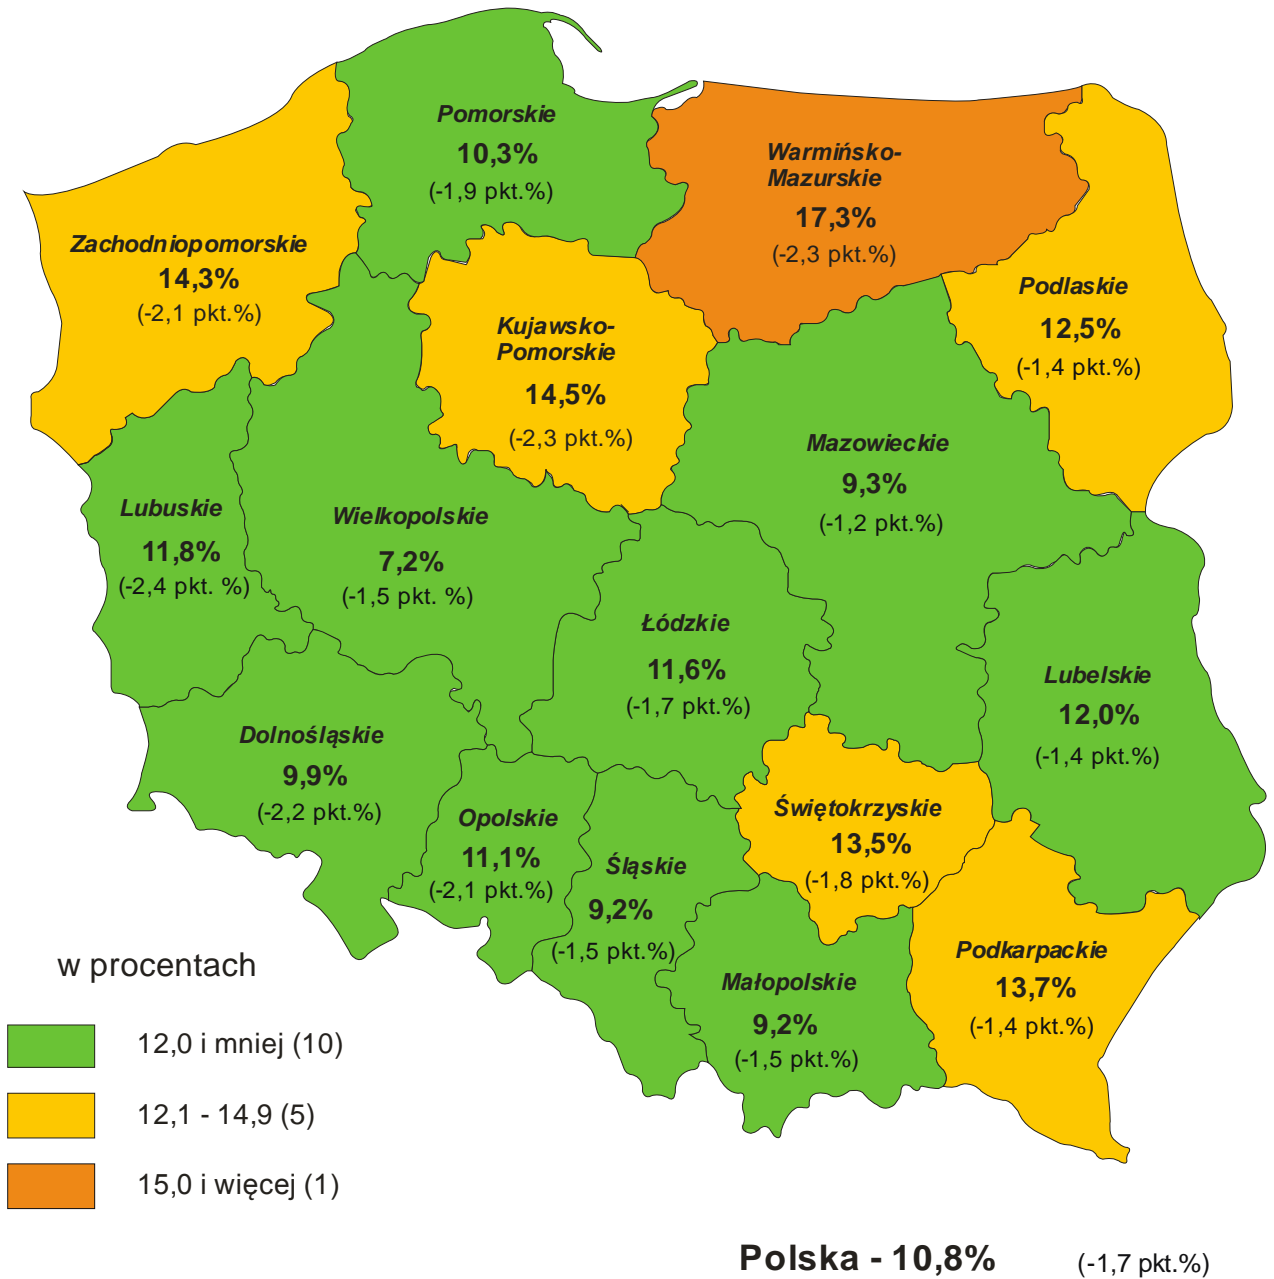 Pomorskie
10,3%
(-1,9 pkt.%)
Warmińsko-
Mazurskie
17,3%
(-2,3 pkt.%)
Zachodniopomorskie
14,3%
(-2,1 pkt.%)
Podlaskie
12,5%
(-1,4 pkt.%)
Kujawsko-
Pomorskie
14,5%
(-2,3 pkt.%)
Mazowieckie
9,3%
(-1,2 pkt.%)
Lubuskie
11,8%
(-2,4 pkt. %)
Wielkopolskie
7,2%
(-1,5 pkt. %)
Łódzkie
11,6%
(-1,7 pkt.%)
Lubelskie
12,0%
(-1,4 pkt.%)
Dolnośląskie
9,9%
(-2,2 pkt.%)
Opolskie
11,1%
(-2,1 pkt.%)
Śląskie
9,2%
(-1,5 pkt.%)
Świętokrzyskie
13,5%
(-1,8 pkt.%)
Małopolskie
9,2%
(-1,5 pkt.%)
Podkarpackie
13,7%
(-1,4 pkt.%)
w procentach
12,0 i mniej (10)
12,1 - 14,9 (5)
15,0 i więcej (1)
Polska - 10,8% (-1,7 pkt.%)